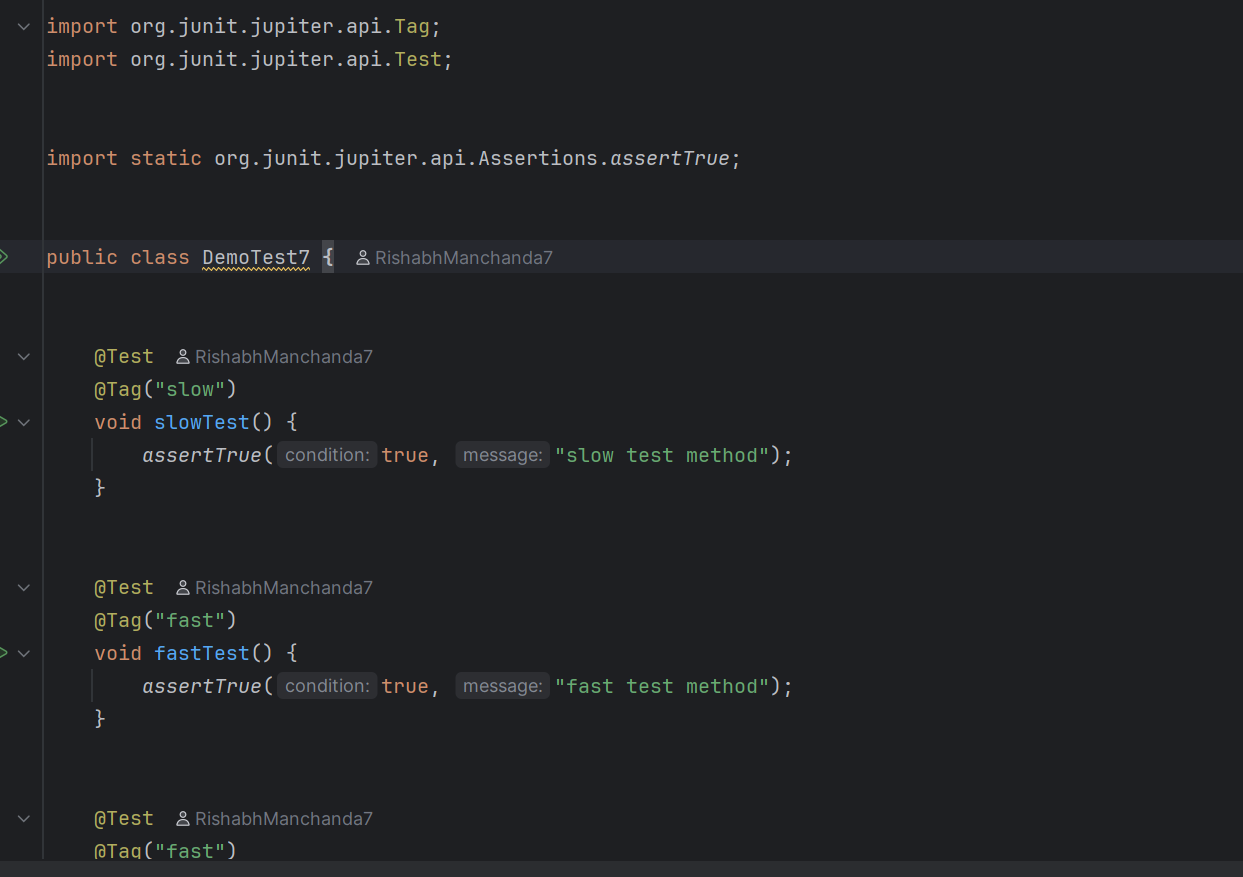 import org.junit.jupiter.api.Tag;
import org.junit.jupiter.api.Test;
import static org.junit.jupiter.api.Assertions.assertTrue;
public class DemoTest7 { RishabhManchanda7
@Test RishabhManchanda7
@Tag("slow")
void slowTest() {
assertTrue( condition: true, message: "slow test method");
}
@Test RishabhManchanda7
@Tag("fast")
void fastTest() {
assertTrue( condition: true, message: "fast test method");
}
@Test RishabhManchanda7
@Tag("fast")